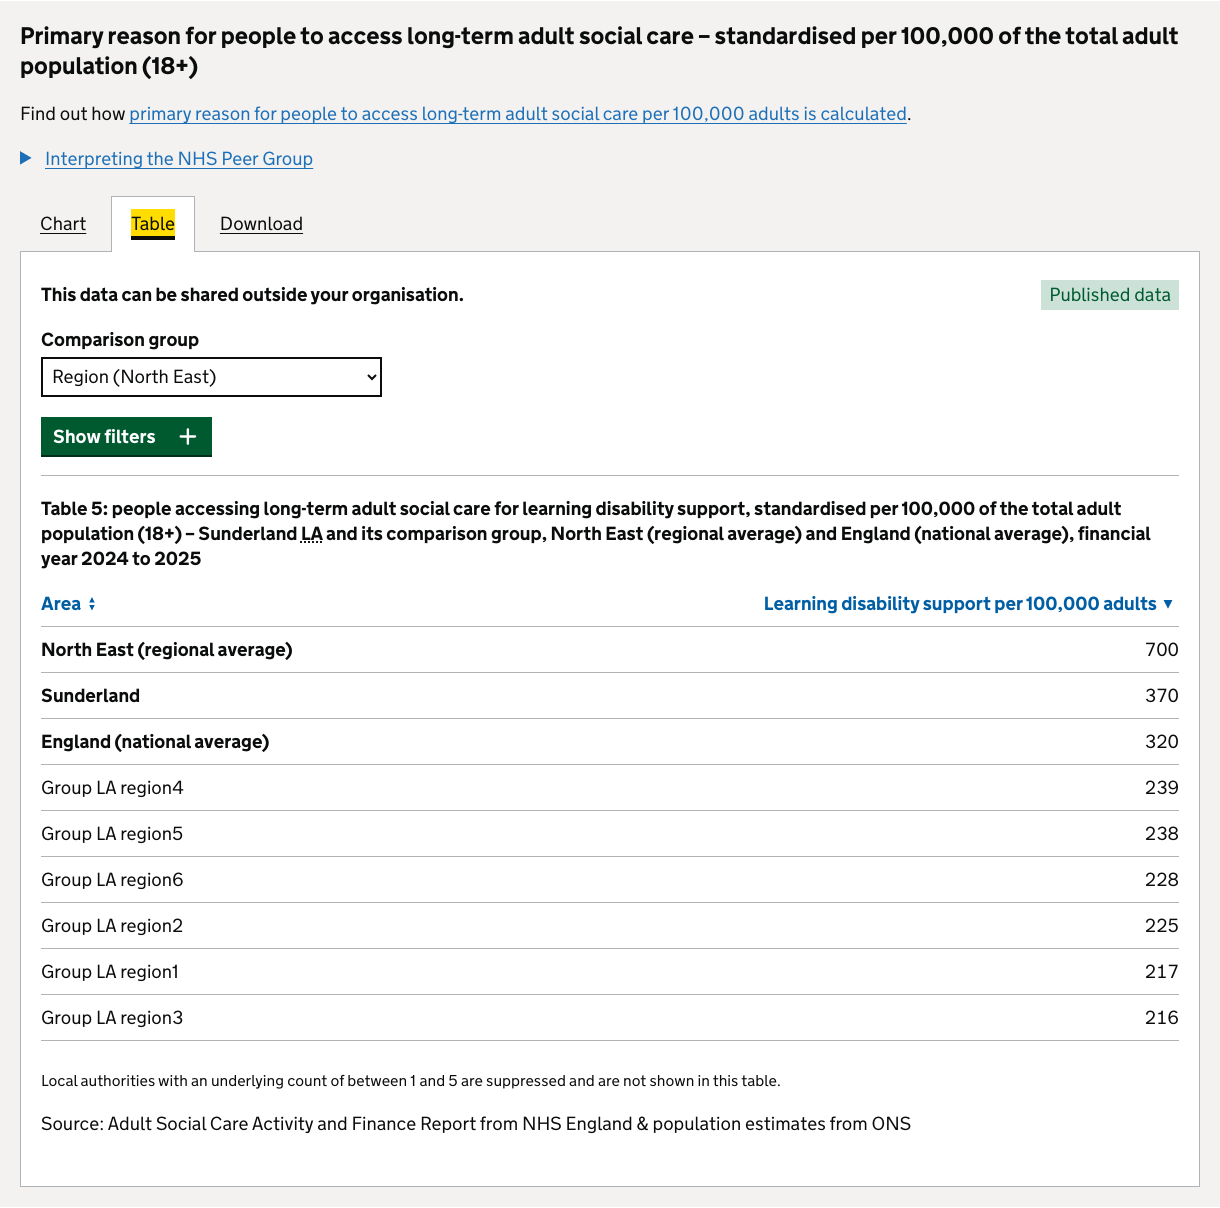 Primary reason for people to access long-term adult social care – standardised per 100,000 of the total adult
population (18+)
Find out how primary reason for people to access long-term adult social care per 100,000 adults is calculated.
Interpreting the NHS Peer Group
Chart Table Download
This data can be shared outside your organisation. Published data
Comparison group
Region (North East)
Show filters +
Table 5: people accessing long-term adult social care for learning disability support, standardised per 100,000 of the total adult
population (18+) – Sunderland LA and its comparison group, North East (regional average) and England (national average), financial
year 2024 to 2025
Area Learning disability support per 100,000 adults
North East (regional average) 700
Sunderland 370
England (national average) 320
Group LA region4 239
Group LA region5 238
Group LA region6 228
Group LA region2 225
Group LA region1 217
Group LA region3 216
Local authorities with an underlying count of between 1 and 5 are suppressed and are not shown in this table.
Source: Adult Social Care Activity and Finance Report from NHS England & population estimates from ONS